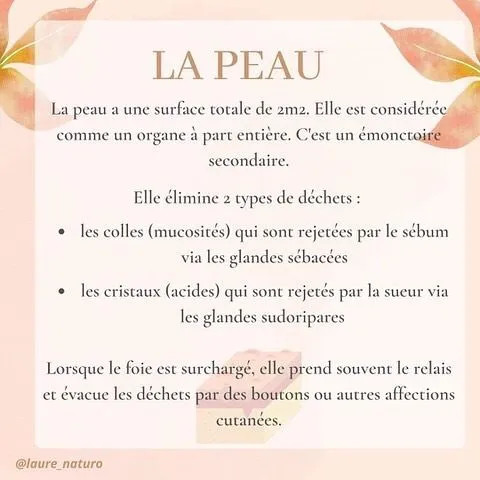 LA PEAU
La peau a une surface totale de 2m2. Elle est considérée
comme un organe à part entière. C'est un émonctoire
secondaire.
Elle élimine 2 types de déchets :
• les colles (mucosités) qui sont rejetées par le sébum
via les glandes sébacées
• les cristaux (acides) qui sont rejetés par la sueur via
les glandes sudoripares
Lorsque le foie est surchargé, elle prend souvent le relais
et évacue les déchets par des boutons ou autres affections
cutanées.
@laure_naturo